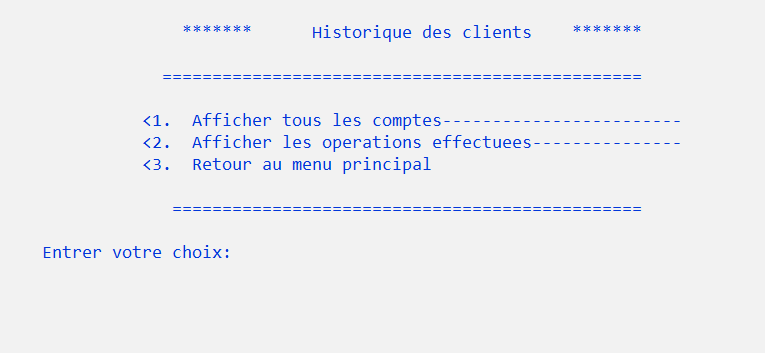 *******      Historique des clients    *******
================================================
<1.  Afficher tous les comptes------------------------
<2.  Afficher les operations effectuees---------------
<3.  Retour au menu principal
===============================================
Entrer votre choix: